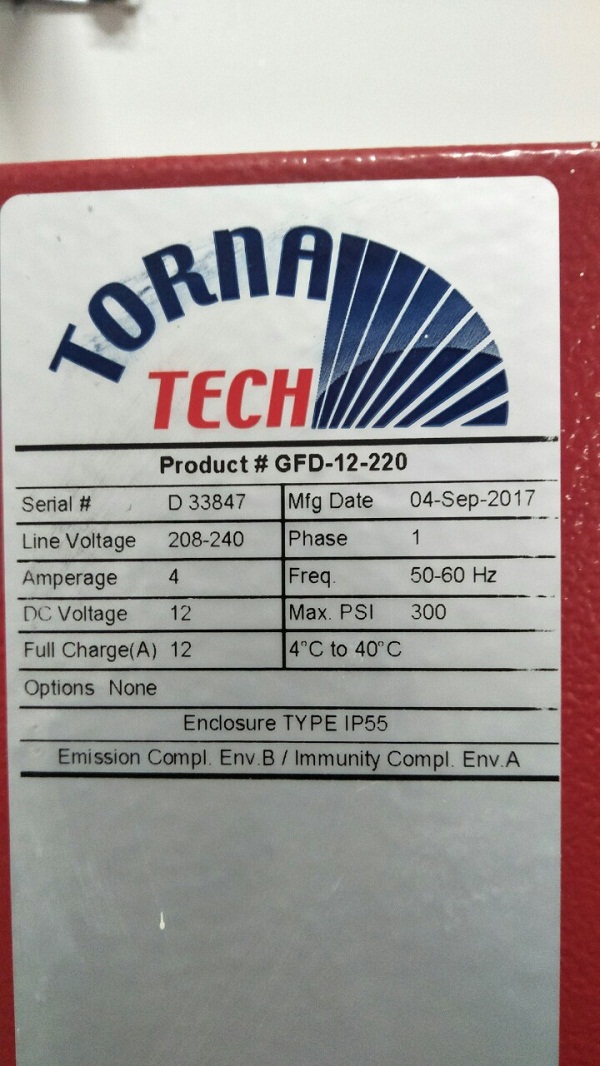 TORNA
TECH
Product # GFD-12-220
Serial # D 33847 Mfg Date 04-Sep-2017
Line Voltage 208-240 Phase 1
Amperage 4 Freq. 50-60 Hz
DC Voltage 12 Max. PSI 300
Full Charge(A) 12 4°C to 40°C
Options None
Enclosure TYPE IP55
Emission Compl. Env.B / Immunity Compl. Env.A